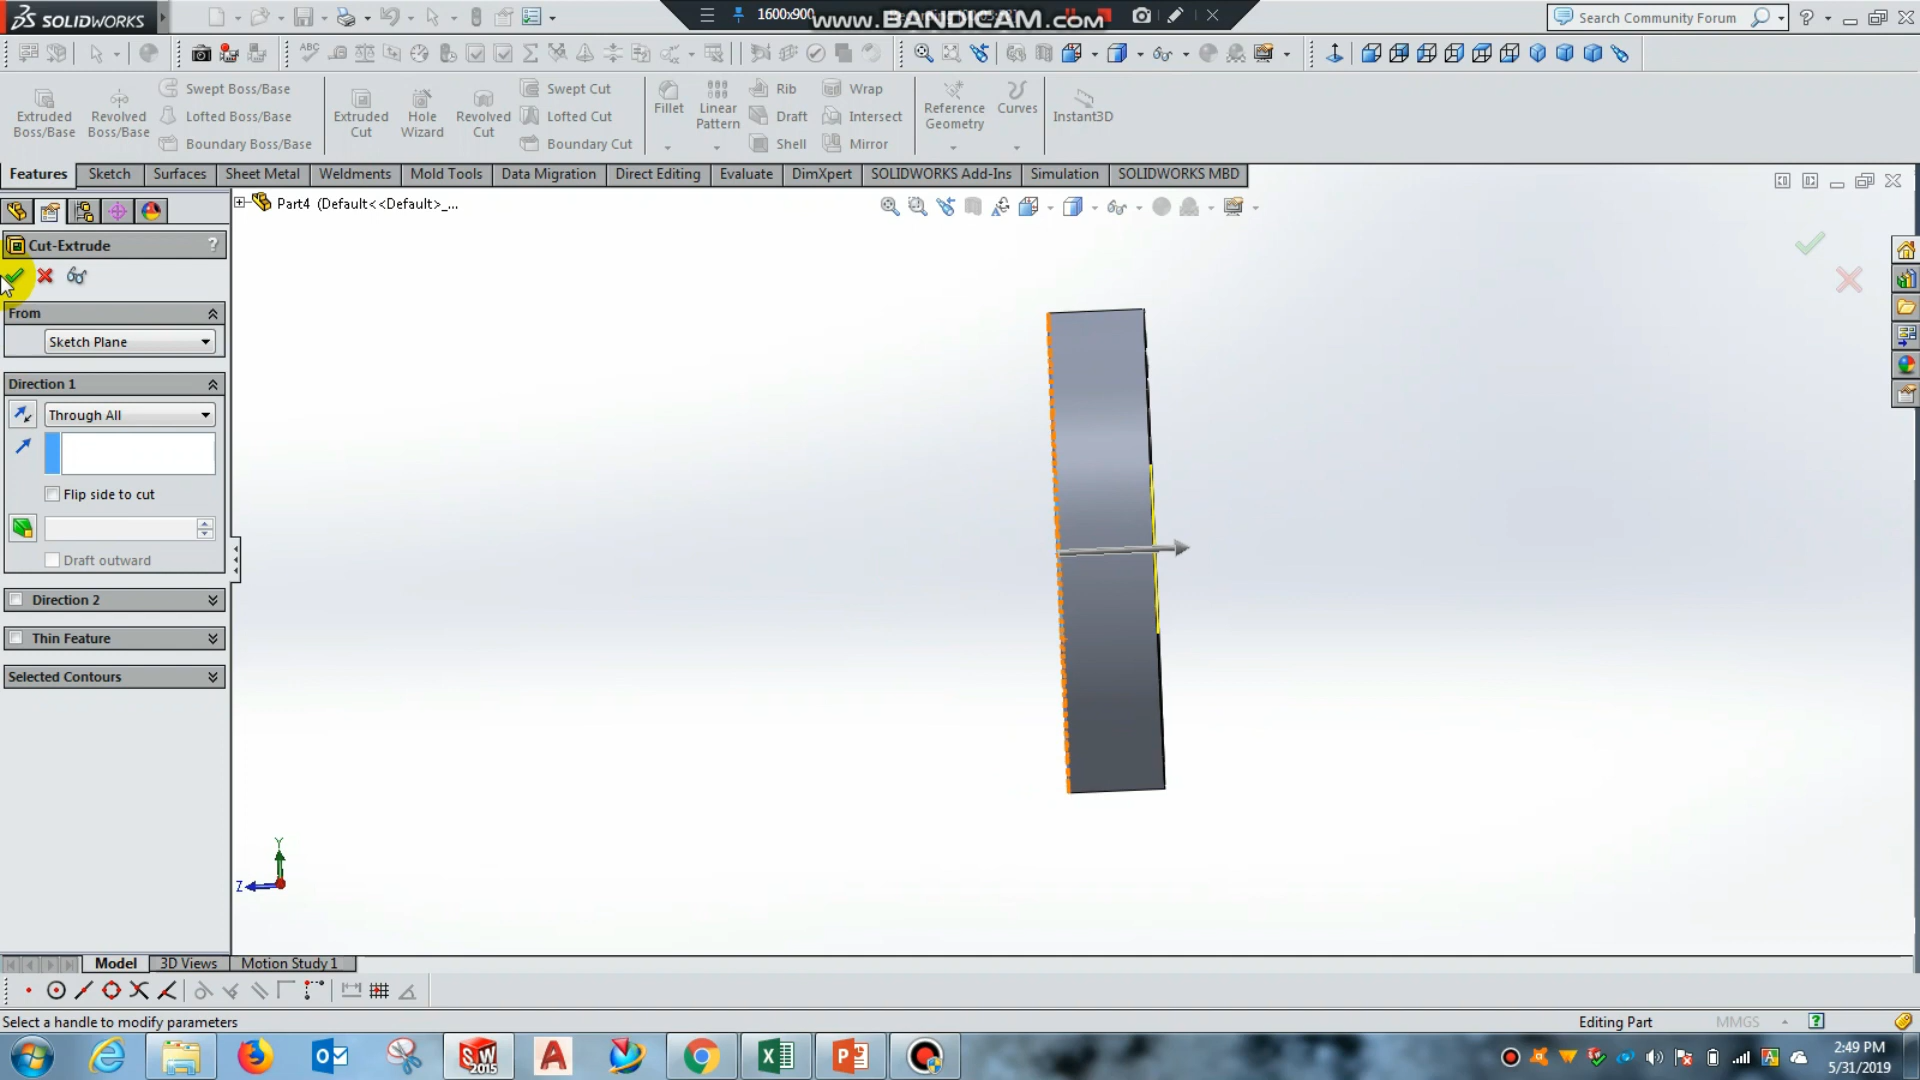 SOLIDWORKS
1600x900
www.BANDICAM.com
Search Community Forum
Extruded Boss/Base
Revolved Boss/Base
Swept Boss/Base
Lofted Boss/Base
Boundary Boss/Base
Extruded Cut
Hole Wizard
Revolved Cut
Swept Cut
Lofted Cut
Boundary Cut
Fillet
Linear Pattern
Rib
Draft
Shell
Wrap
Intersect
Mirror
Reference Geometry
Curves
Instant3D
Features
Sketch
Surfaces
Sheet Metal
Weldments
Mold Tools
Data Migration
Direct Editing
Evaluate
DimXpert
SOLIDWORKS Add-Ins
Simulation
SOLIDWORKS MBD
Part4 (Default<<Default>_...
Cut-Extrude
?
From
Sketch Plane
Direction 1
Through All
Flip side to cut
Draft outward
Direction 2
Thin Feature
Selected Contours
Y
Z
Model
3D Views
Motion Study 1
Select a handle to modify parameters
Editing Part
MMGS
2:49 PM
5/31/2019